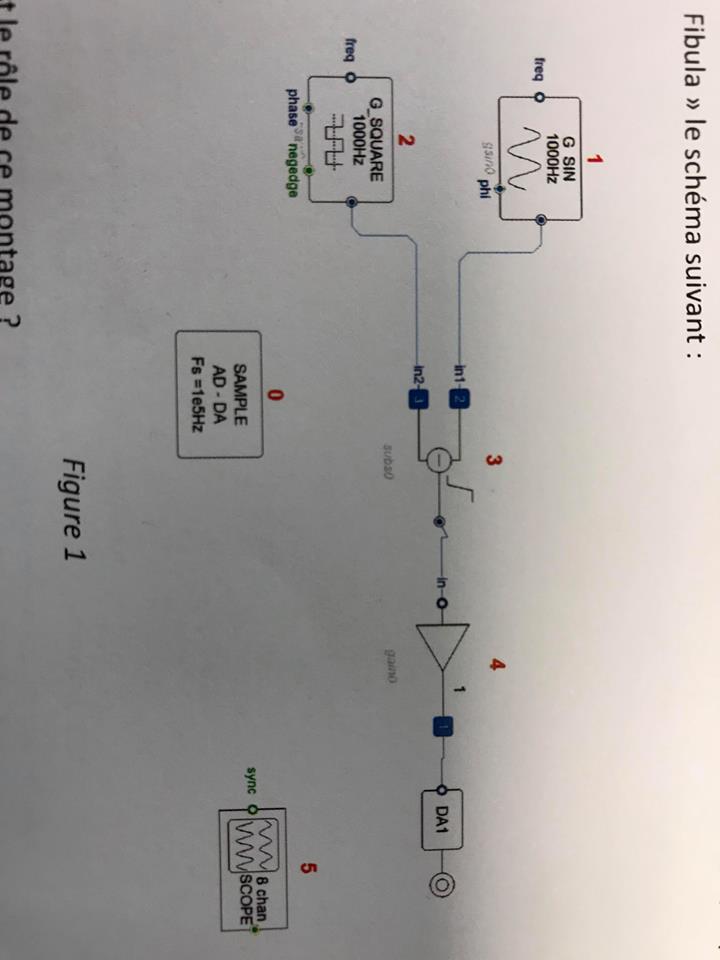 Fibula » le schéma suivant :
1
G SIN
1000Hz
freq
phi
2
G_SQUARE
1000Hz
freq
phase
negedge
in1
2
in2
3
3
subs0
in
4
1
gain0
1
DA1
0
SAMPLE
AD - DA
Fs =1e5Hz
5
sync
8 chan
SCOPE
Figure 1
t le rôle de ce montage ?